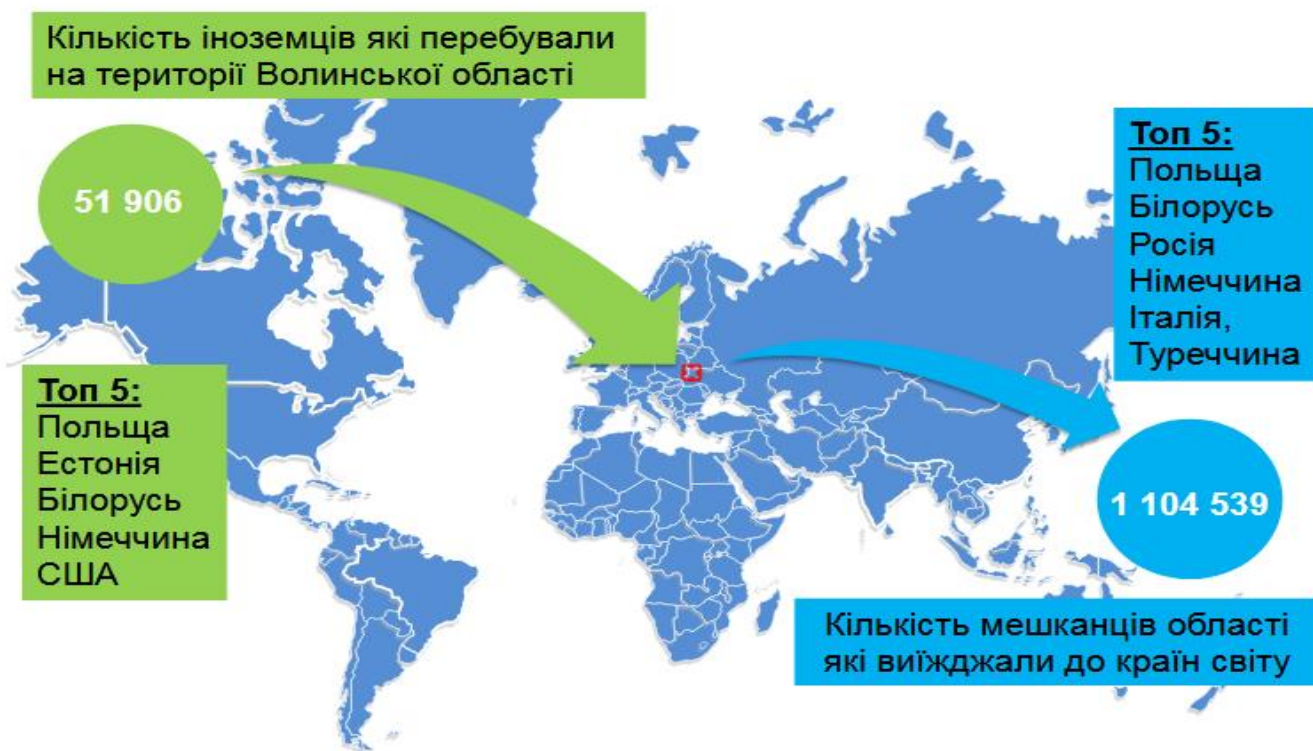 Кількість іноземців які перебували
на території Волинської області
51 906
Топ 5:
Польща
Естонія
Білорусь
Німеччина
США
Топ 5:
Польща
Білорусь
Росія
Німеччина
Італія,
Туреччина
1 104 539
Кількість мешканців області
які виїжджали до країн світу